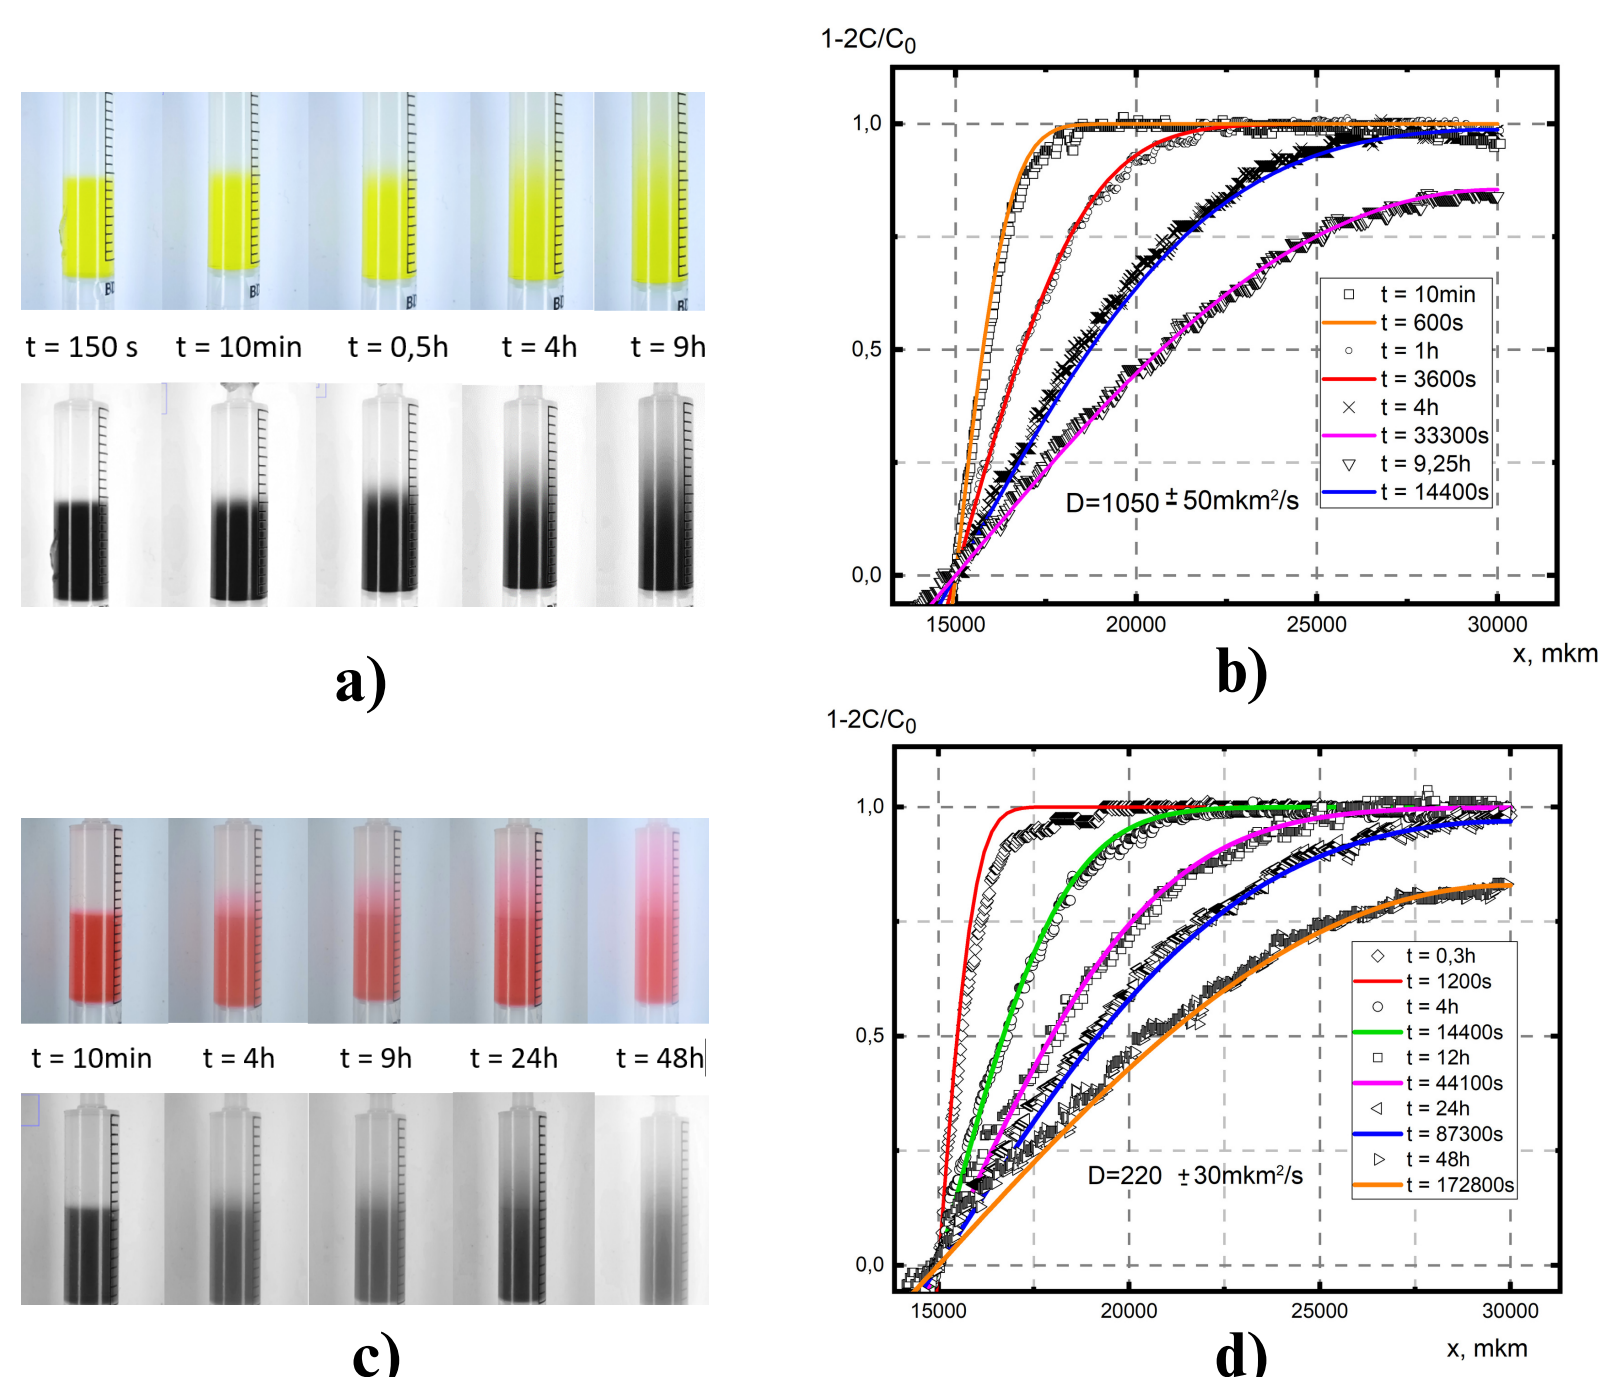 t = 150 s
t = 10min
t = 0,5h
t = 4h
t = 9h
a)
1-2C/C0
1,0
0,5
0,0
15000
20000
25000
30000
x, mkm
t = 10min
t = 600s
t = 1h
t = 3600s
t = 4h
t = 33300s
t = 9,25h
t = 14400s
D=1050 ± 50mkm²/s
b)
t = 10min
t = 4h
t = 9h
t = 24h
t = 48h
c)
1-2C/C0
1,0
0,5
0,0
15000
20000
25000
30000
x, mkm
t = 0,3h
t = 1200s
t = 4h
t = 14400s
t = 12h
t = 44100s
t = 24h
t = 87300s
t = 48h
t = 172800s
D=220 ±30mkm²/s
d)